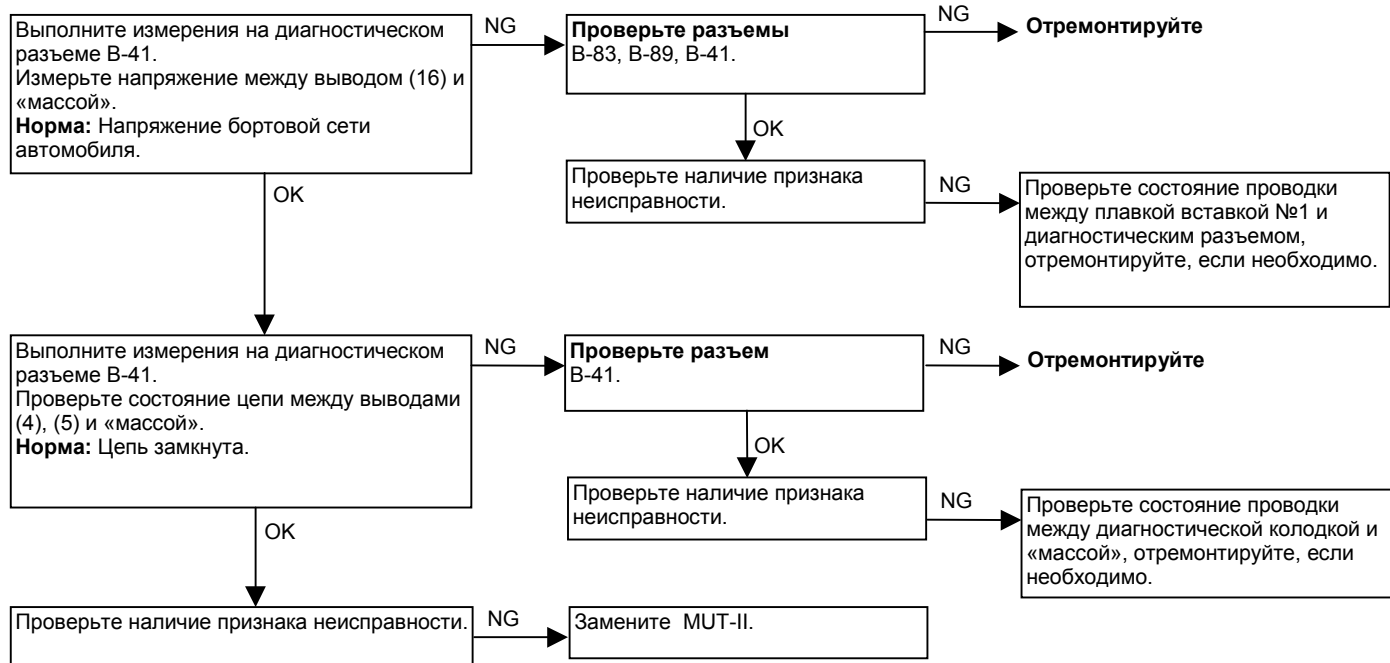 Выполните измерения на диагностическом
разъеме B-41.
Измерьте напряжение между выводом (16) и
«массой».
Норма: Напряжение бортовой сети
автомобиля.
NG
Проверьте разъемы
B-83, B-89, B-41.
NG
Отремонтируйте
OK
Проверьте наличие признака
неисправности.
NG
Проверьте состояние проводки
между плавкой вставкой №1 и
диагностическим разъемом,
отремонтируйте, если необходимо.
OK
Выполните измерения на диагностическом
разъеме B-41.
Проверьте состояние цепи между выводами
(4), (5) и «массой».
Норма: Цепь замкнута.
NG
Проверьте разъем
B-41.
NG
Отремонтируйте
OK
Проверьте наличие признака
неисправности.
NG
Проверьте состояние проводки
между диагностической колодкой и
«массой», отремонтируйте, если
необходимо.
OK
Проверьте наличие признака неисправности.
NG
Замените MUT-II.